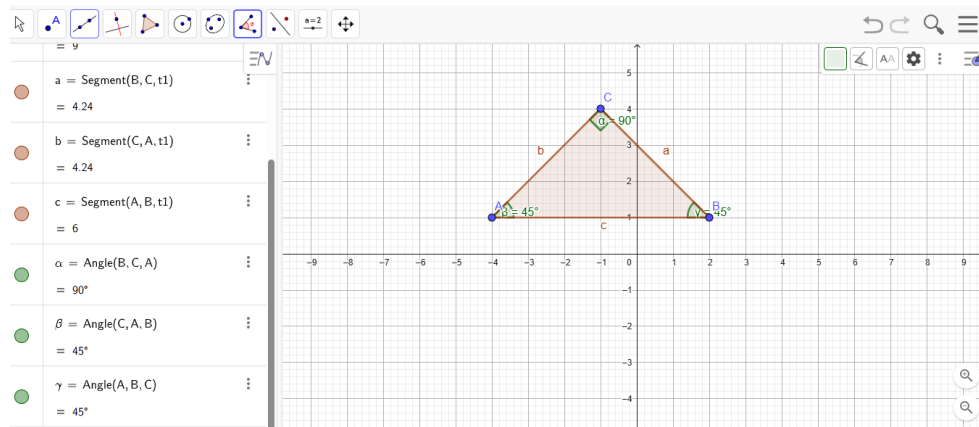 A
a=2
= 9
a = Segment(B, C, t1)
= 4.24
b = Segment(C, A, t1)
= 4.24
c = Segment(A, B, t1)
= 6
α = Angle(B, C, A)
= 90°
β = Angle(C, A, B)
= 45°
γ = Angle(A, B, C)
= 45°
AA
5
C
4
α = 90°
b
3
a
2
A
β = 45°
B
γ = 45°
1
c
−9 −8 −7 −6 −5 −4 −3 −2 −1 0 1 2 3 4 5 6 7 8 9
−1
−2
−3
−4